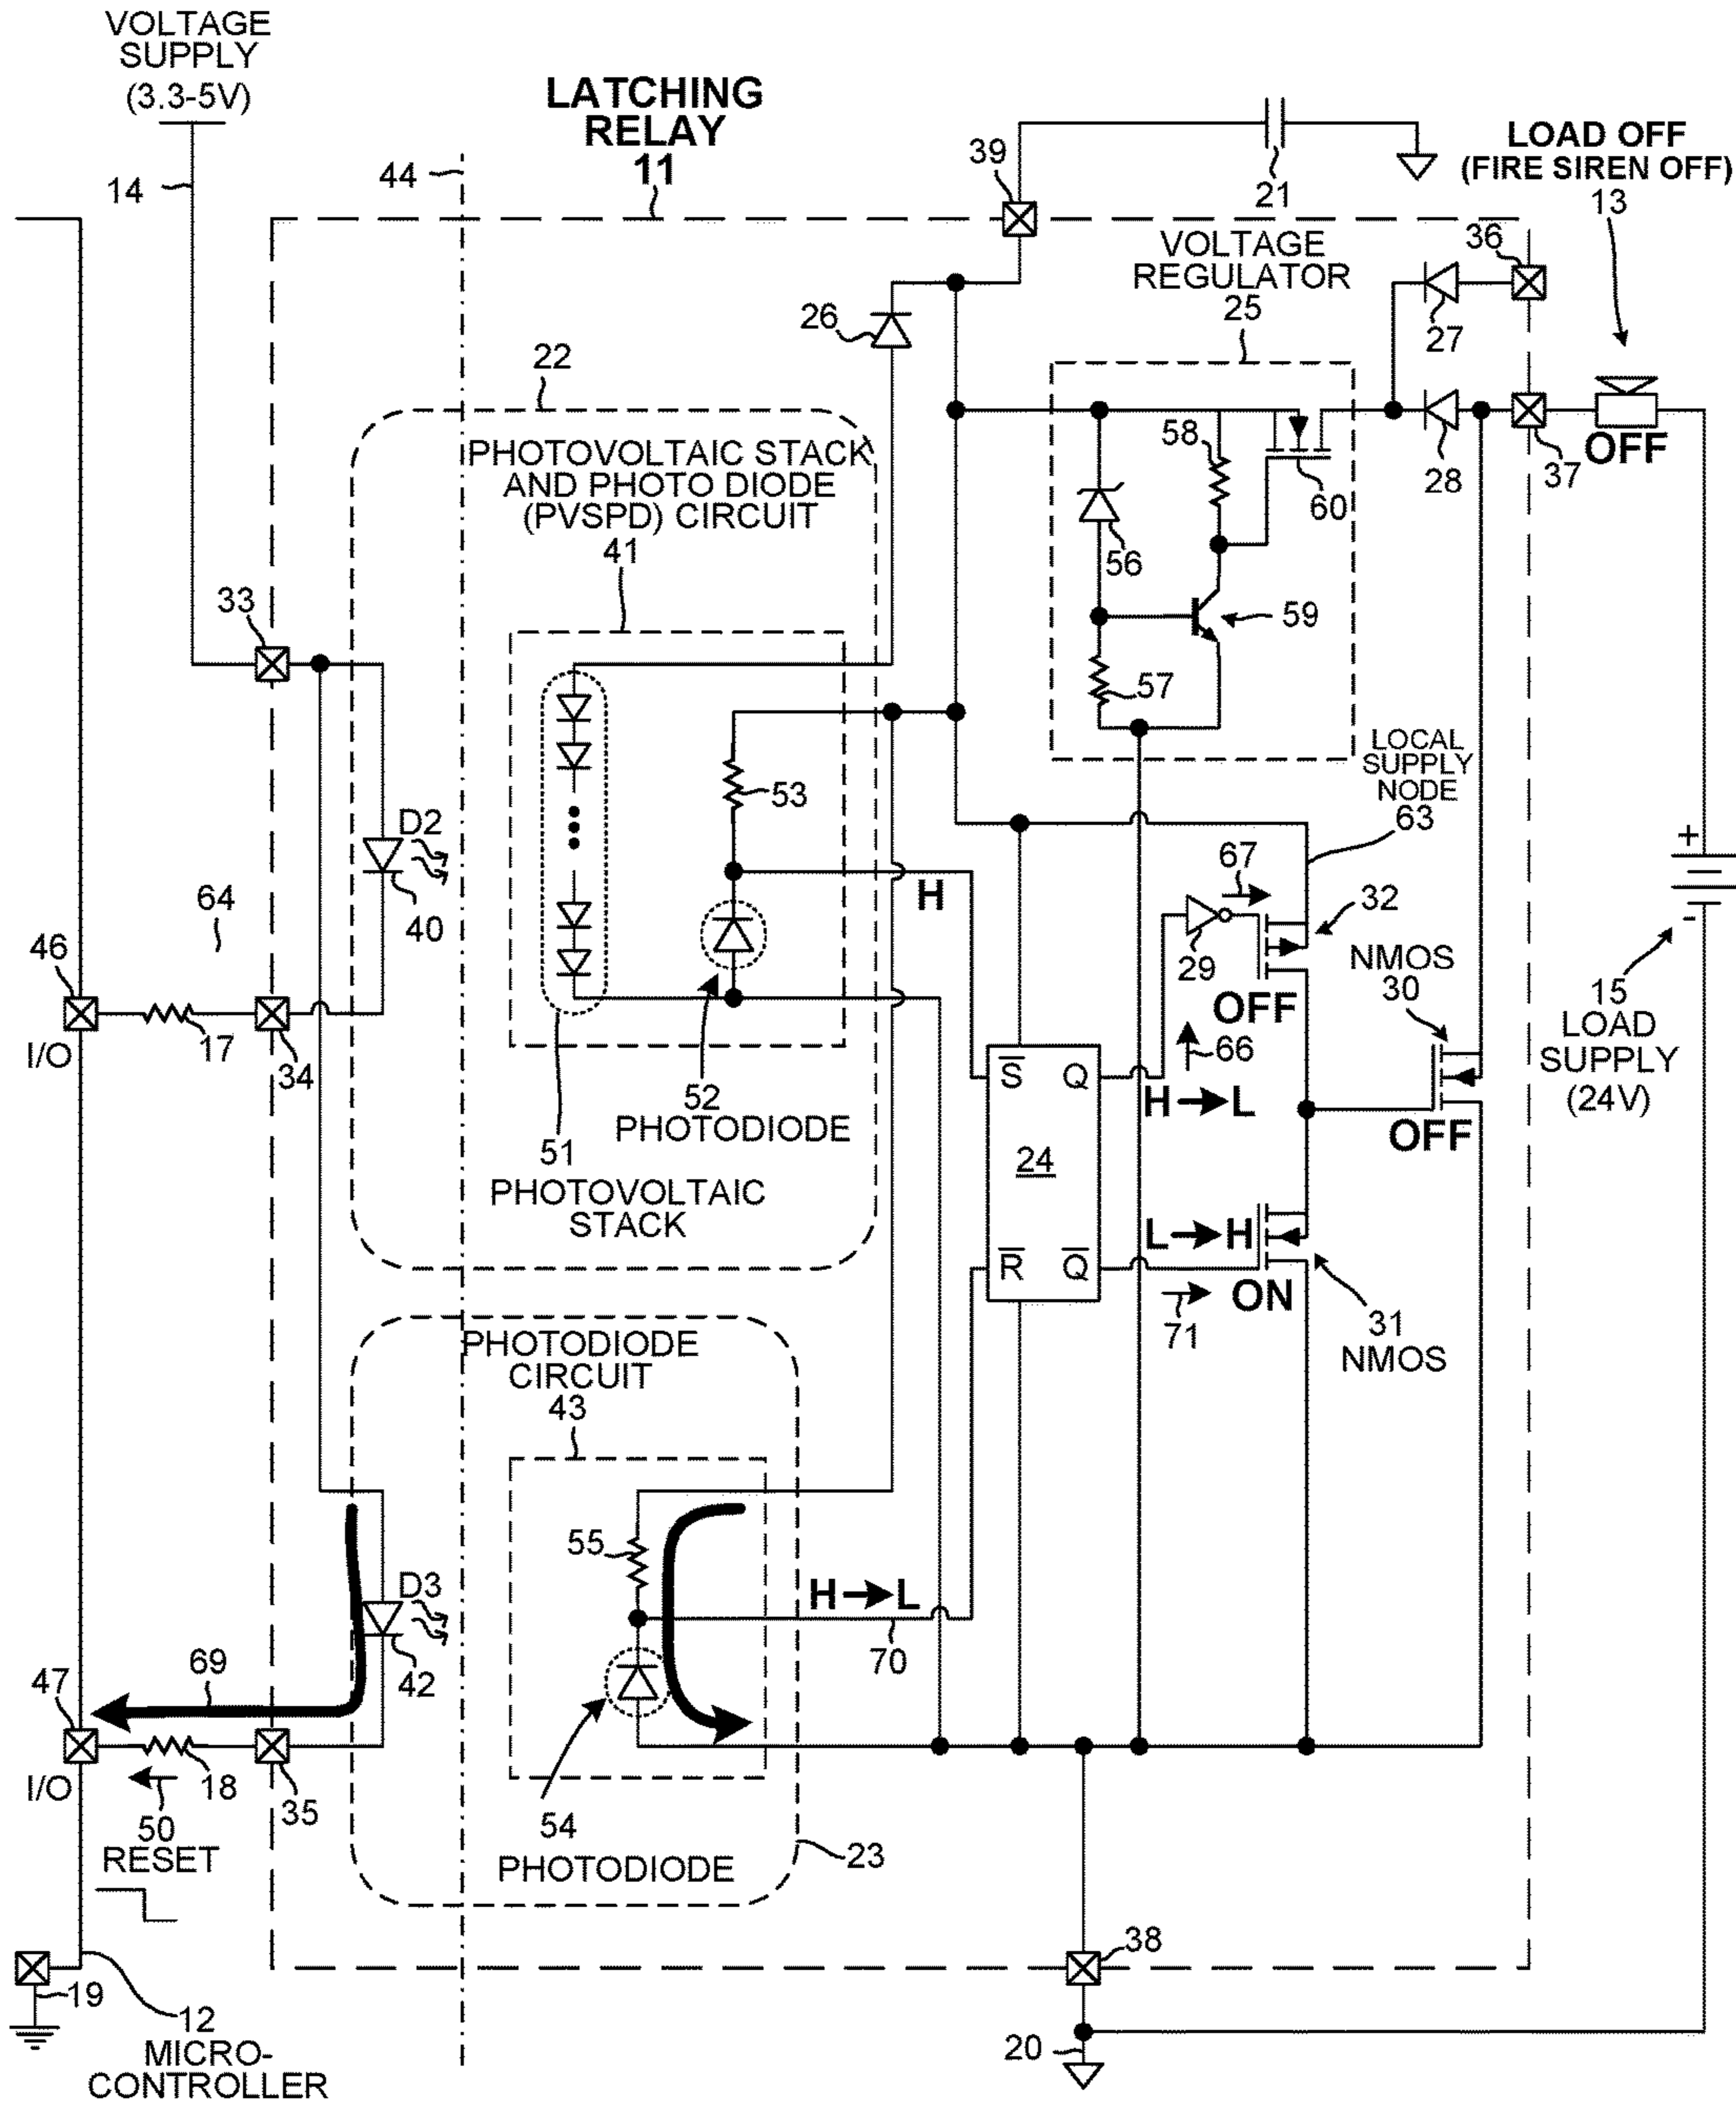 VOLTAGE
SUPPLY
(3.3-5V)
LATCHING
RELAY
11
44
14
39
21
LOAD OFF
(FIRE SIREN OFF)
13
VOLTAGE
REGULATOR
25
36
27
26
22
PHOTOVOLTAIC STACK
AND PHOTO DIODE
(PVSPD) CIRCUIT
41
58
60
28
37
OFF
56
59
57
33
53
LOCAL
SUPPLY
NODE
63
D2
40
64
46
I/O
17
34
H
67
29
32
OFF
66
NMOS
30
+
-
15
LOAD
SUPPLY
(24V)
52
PHOTODIODE
51
PHOTOVOLTAIC
STACK
S̅ Q
24
R̅ Q̅
H→L
OFF
L→H
71
ON
31
NMOS
PHOTODIODE
CIRCUIT
43
55
H→L
70
D3
42
69
47
I/O
18
35
50
RESET
54
PHOTODIODE
23
38
19
12
MICRO-
CONTROLLER
20